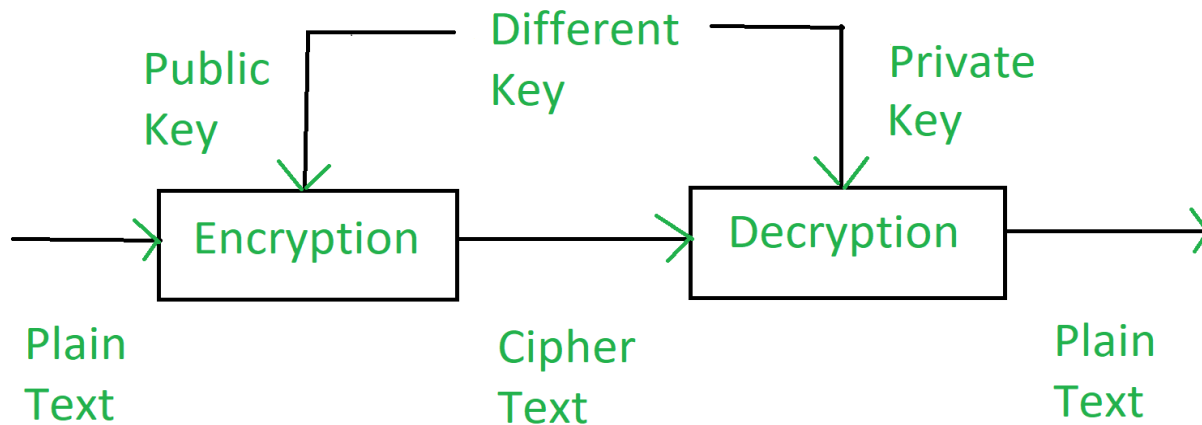 Different
Key
Public
Key
Private
Key
Encryption
Decryption
Plain
Text
Cipher
Text
Plain
Text